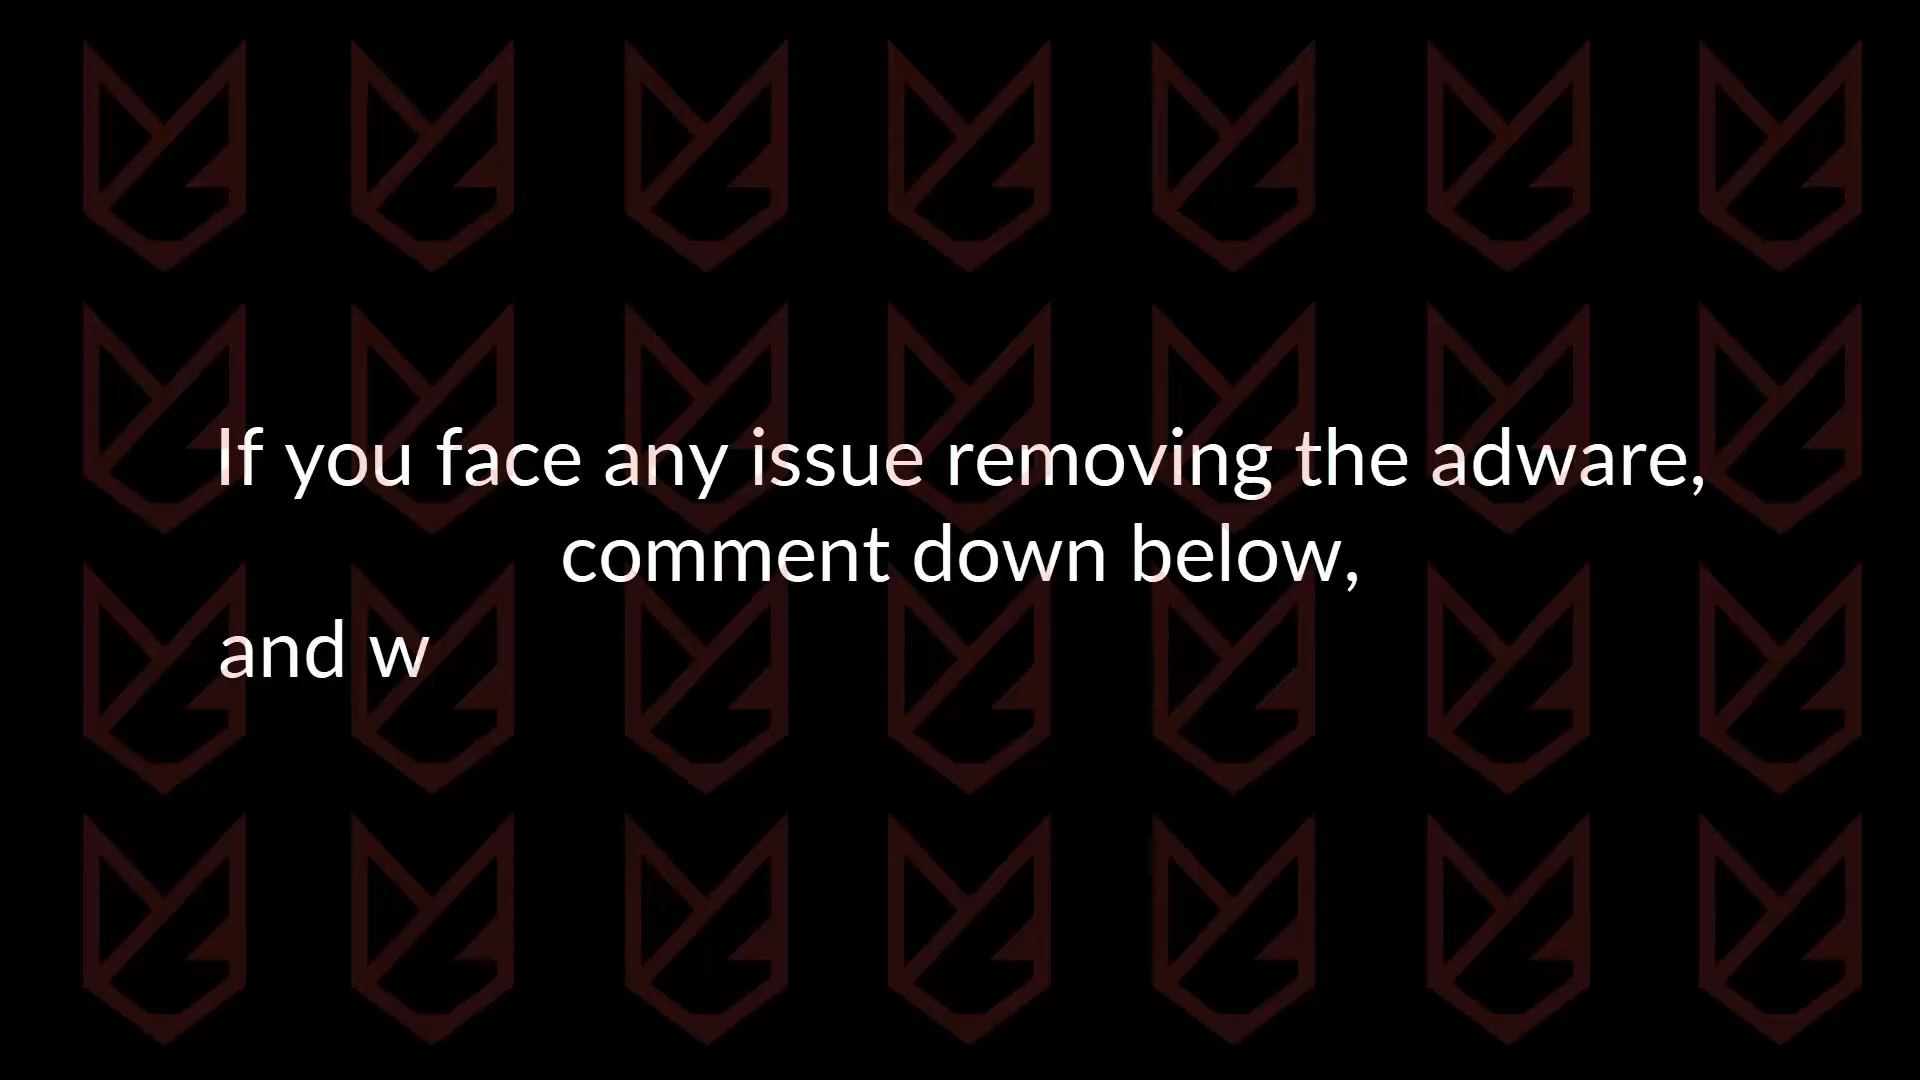 If you face any issue removing the adware,
comment down below,
and w